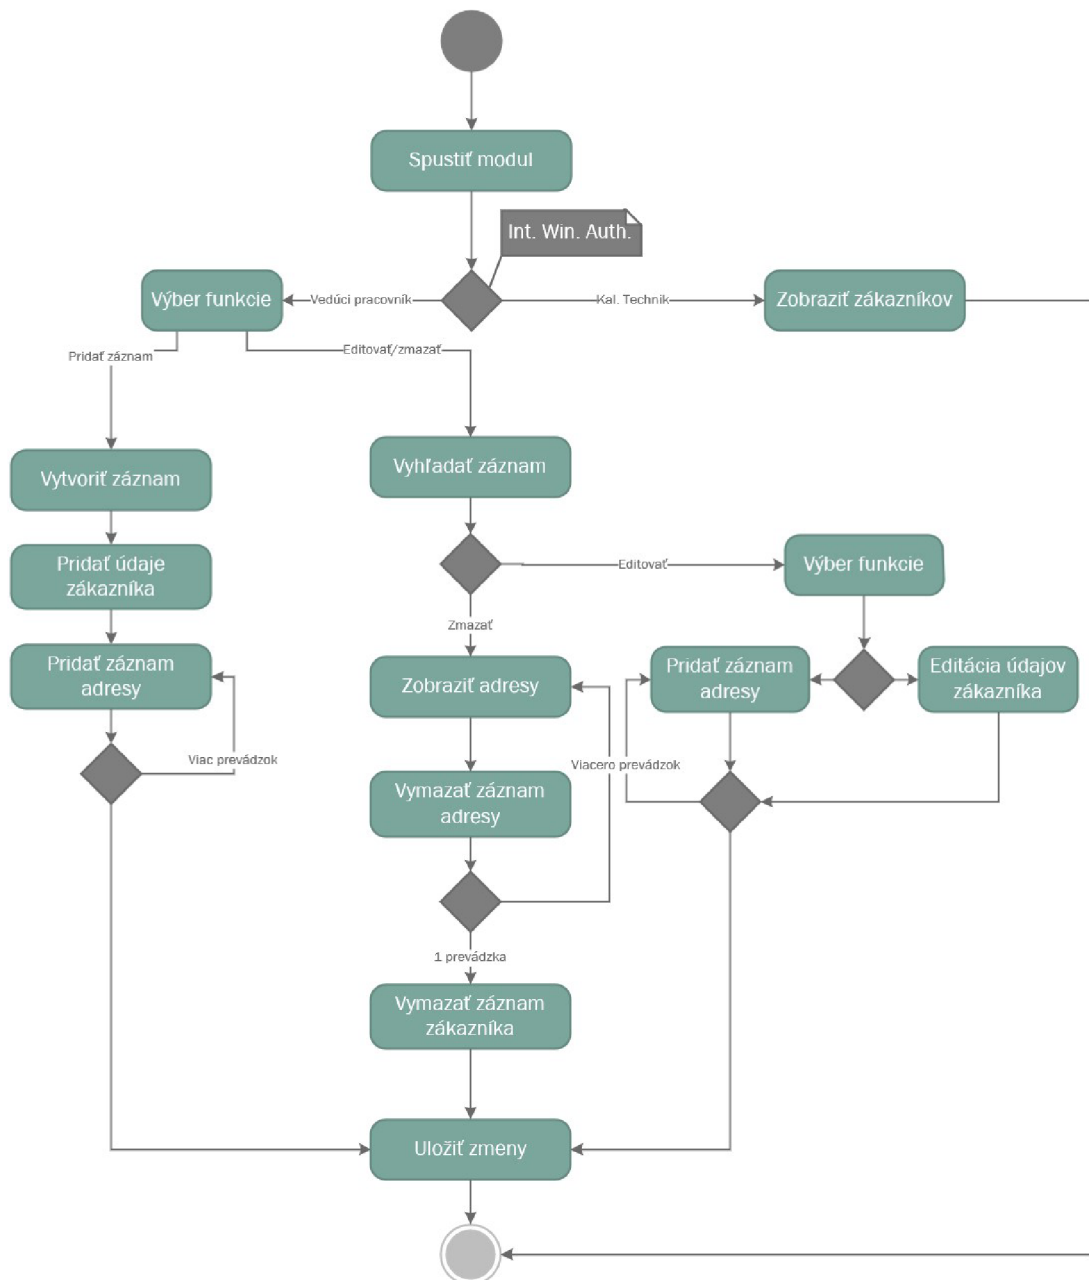 Spustiť modul
Int. Win. Auth.
Výber funkcie
Vedúci pracovník
Kal. Technik
Zobraziť zákazníkov
Pridať záznam
Editovať/zmazať
Vytvoriť záznam
Vyhľadať záznam
Pridať údaje
zákazníka
Editovať
Výber funkcie
Zmazať
Pridať záznam
adresy
Zobraziť adresy
Pridať záznam
adresy
Editácia údajov
zákazníka
Viac prevádzok
Viacero prevádzok
Vymazať záznam
adresy
1 prevádzka
Vymazať záznam
zákazníka
Uložiť zmeny